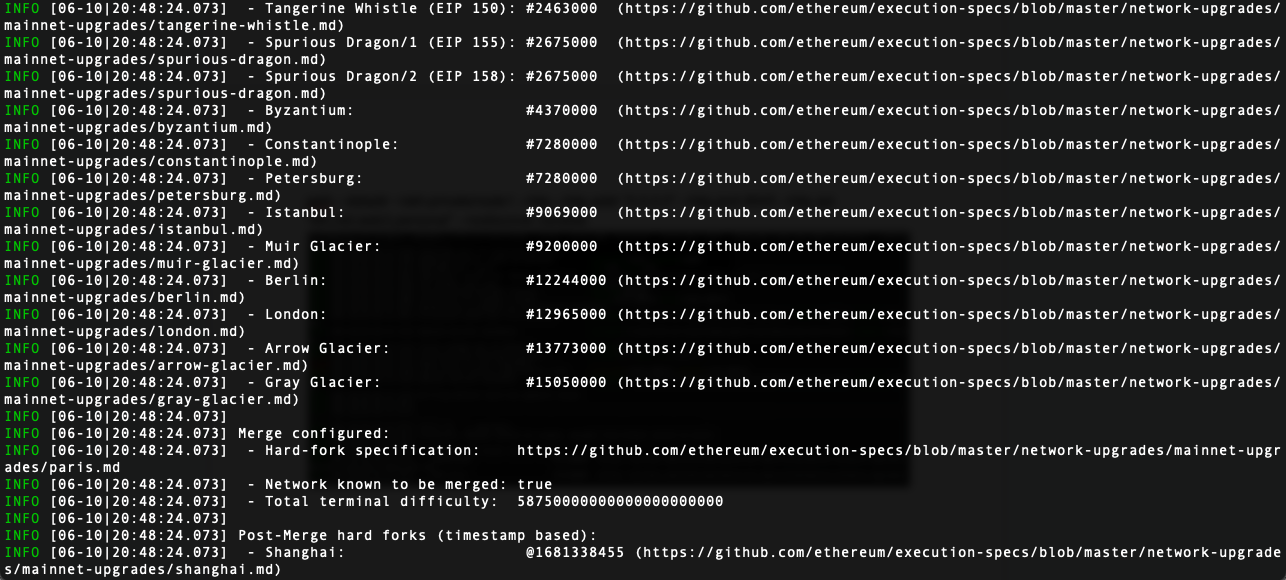 INFO [06-10|20:48:24.073]  - Tangerine Whistle (EIP 150): #2463000  (https://github.com/ethereum/execution-specs/blob/master/network-upgrades/
mainnet-upgrades/tangerine-whistle.md)
INFO [06-10|20:48:24.073]  - Spurious Dragon/1 (EIP 155): #2675000  (https://github.com/ethereum/execution-specs/blob/master/network-upgrades/
mainnet-upgrades/spurious-dragon.md)
INFO [06-10|20:48:24.073]  - Spurious Dragon/2 (EIP 158): #2675000  (https://github.com/ethereum/execution-specs/blob/master/network-upgrades/
mainnet-upgrades/spurious-dragon.md)
INFO [06-10|20:48:24.073]  - Byzantium:                   #4370000  (https://github.com/ethereum/execution-specs/blob/master/network-upgrades/
mainnet-upgrades/byzantium.md)
INFO [06-10|20:48:24.073]  - Constantinople:              #7280000  (https://github.com/ethereum/execution-specs/blob/master/network-upgrades/
mainnet-upgrades/constantinople.md)
INFO [06-10|20:48:24.073]  - Petersburg:                  #7280000  (https://github.com/ethereum/execution-specs/blob/master/network-upgrades/
mainnet-upgrades/petersburg.md)
INFO [06-10|20:48:24.073]  - Istanbul:                    #9069000  (https://github.com/ethereum/execution-specs/blob/master/network-upgrades/
mainnet-upgrades/istanbul.md)
INFO [06-10|20:48:24.073]  - Muir Glacier:                #9200000  (https://github.com/ethereum/execution-specs/blob/master/network-upgrades/
mainnet-upgrades/muir-glacier.md)
INFO [06-10|20:48:24.073]  - Berlin:                      #12244000 (https://github.com/ethereum/execution-specs/blob/master/network-upgrades/
mainnet-upgrades/berlin.md)
INFO [06-10|20:48:24.073]  - London:                      #12965000 (https://github.com/ethereum/execution-specs/blob/master/network-upgrades/
mainnet-upgrades/london.md)
INFO [06-10|20:48:24.073]  - Arrow Glacier:               #13773000 (https://github.com/ethereum/execution-specs/blob/master/network-upgrades/
mainnet-upgrades/arrow-glacier.md)
INFO [06-10|20:48:24.073]  - Gray Glacier:                #15050000 (https://github.com/ethereum/execution-specs/blob/master/network-upgrades/
mainnet-upgrades/gray-glacier.md)
INFO [06-10|20:48:24.073]
INFO [06-10|20:48:24.073] Merge configured:
INFO [06-10|20:48:24.073]  - Hard-fork specification:    https://github.com/ethereum/execution-specs/blob/master/network-upgrades/mainnet-upgr
ades/paris.md
INFO [06-10|20:48:24.073]  - Network known to be merged: true
INFO [06-10|20:48:24.073]  - Total terminal difficulty:  58750000000000000000000
INFO [06-10|20:48:24.073]
INFO [06-10|20:48:24.073] Post-Merge hard forks (timestamp based):
INFO [06-10|20:48:24.073]  - Shanghai:                    @1681338455 (https://github.com/ethereum/execution-specs/blob/master/network-upgrade
s/mainnet-upgrades/shanghai.md)